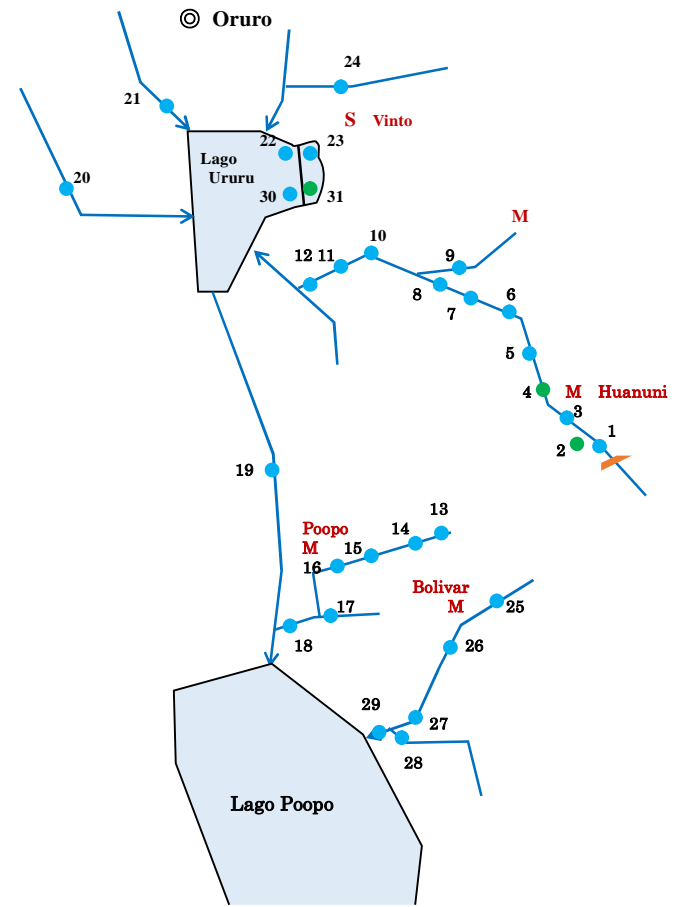 Oruro
24
21
S Vinto
22 23
Lago
Ururu
20
30 31
M
10
12 11 9
8
7 6
5
4 M Huanuni
3
1
2
19
13
Poopo
14
M 15
16
Bolivar
M 25
17
18
26
29
27
28
Lago Poopo